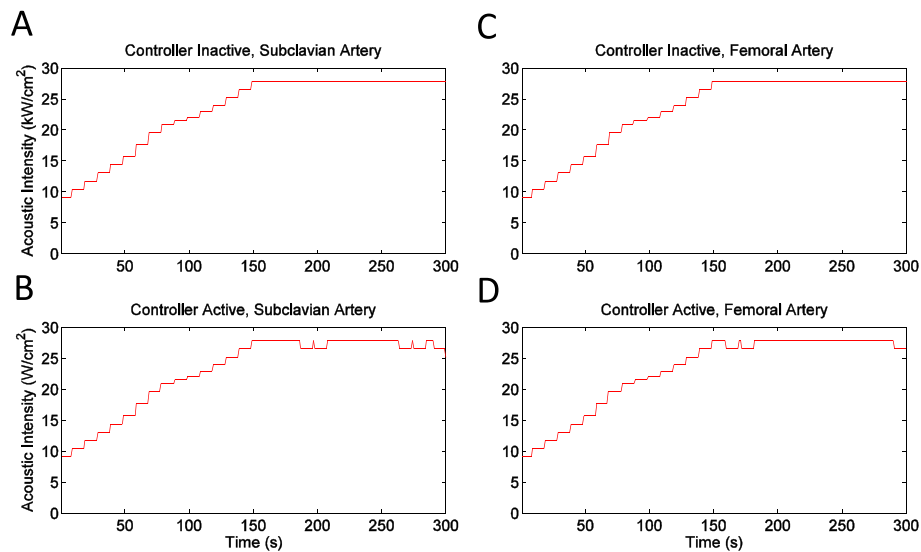 A
Controller Inactive, Subclavian Artery
Acoustic Intensity (kW/cm²)
30
25
20
15
10
5
0
50 100 150 200 250 300
C
Controller Inactive, Femoral Artery
30
25
20
15
10
5
0
50 100 150 200 250 300
B
Controller Active, Subclavian Artery
Acoustic Intensity (W/cm²)
30
25
20
15
10
5
0
50 100 150 200 250 300
Time (s)
D
Controller Active, Femoral Artery
30
25
20
15
10
5
0
50 100 150 200 250 300
Time (s)